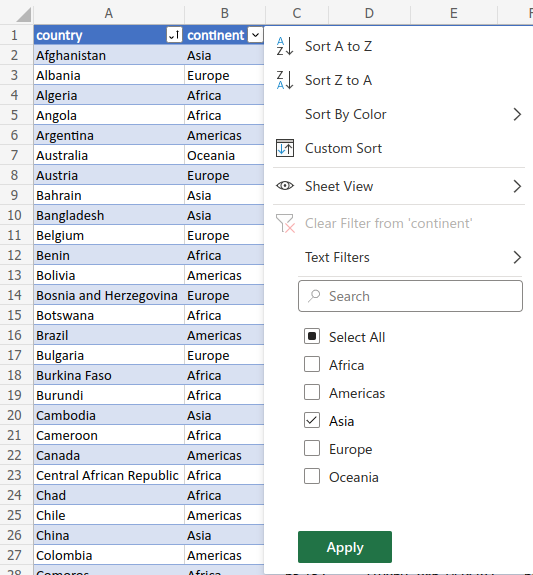 A B C D E F
1 country continent
2 Afghanistan Asia
3 Albania Europe
4 Algeria Africa
5 Angola Africa
6 Argentina Americas
7 Australia Oceania
8 Austria Europe
9 Bahrain Asia
10 Bangladesh Asia
11 Belgium Europe
12 Benin Africa
13 Bolivia Americas
14 Bosnia and Herzegovina Europe
15 Botswana Africa
16 Brazil Americas
17 Bulgaria Europe
18 Burkina Faso Africa
19 Burundi Africa
20 Cambodia Asia
21 Cameroon Africa
22 Canada Americas
23 Central African Republic Africa
24 Chad Africa
25 Chile Americas
26 China Asia
27 Colombia Americas
28 Comoros Africa
Sort A to Z
Sort Z to A
Sort By Color
Custom Sort
Sheet View
Clear Filter from 'continent'
Text Filters
Search
Select All
Africa
Americas
Asia
Europe
Oceania
Apply